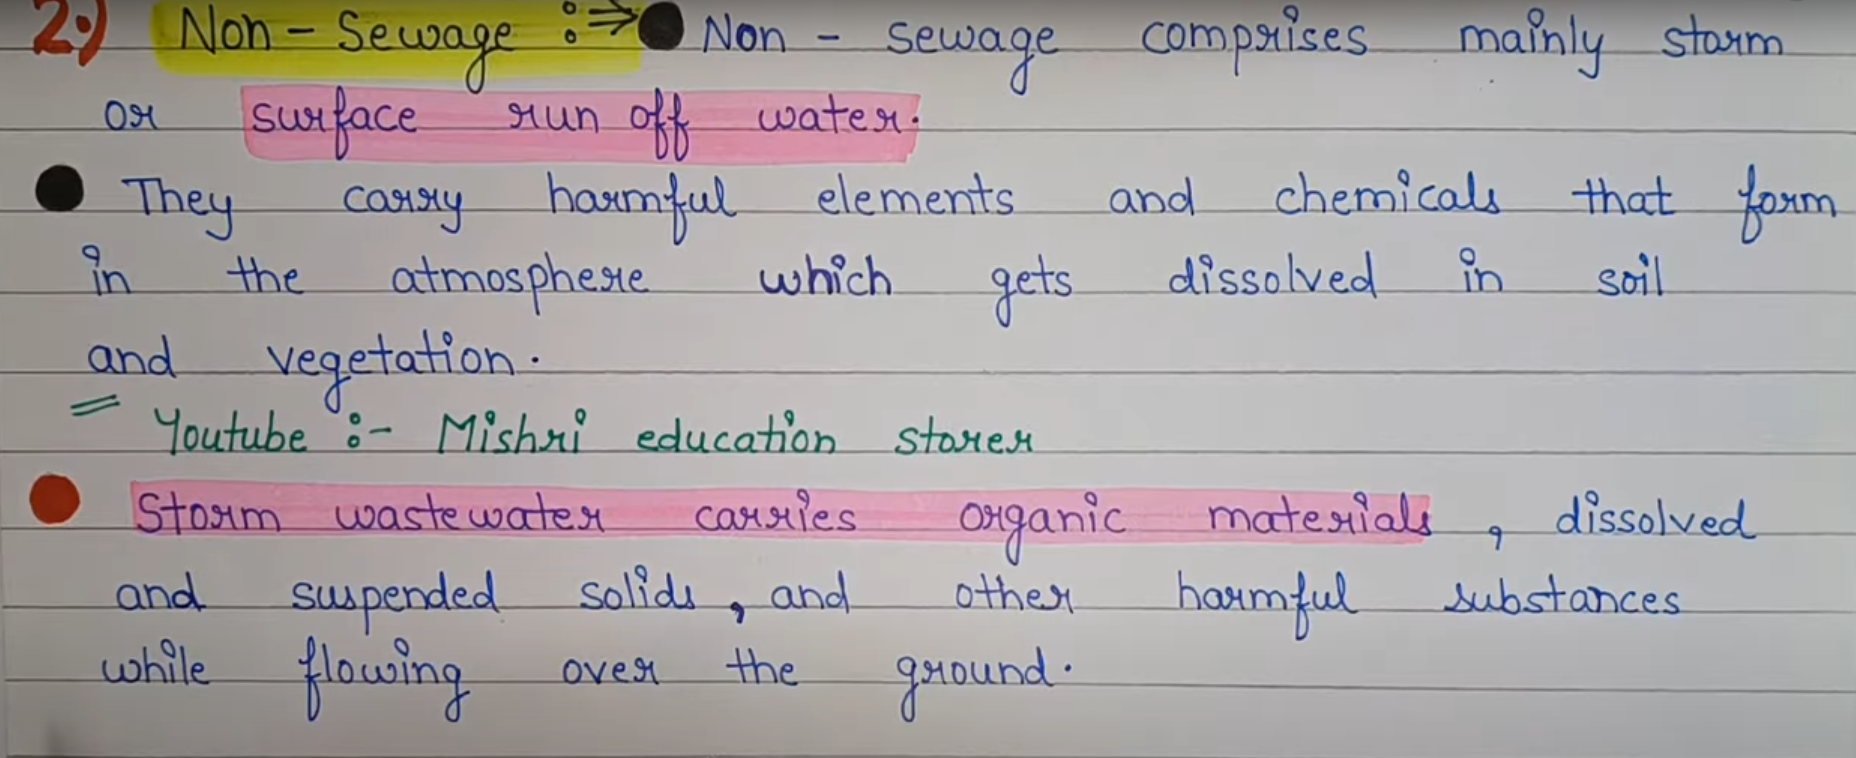 2:) Non - Sewage :⇒ ● Non - sewage comprises mainly storm
or surface run off water.
● They carry harmful elements and chemicals that form
in the atmosphere which gets dissolved in soil
and vegetation.
= Youtube :- Mishri education storer
● Storm wastewater carries organic materials, dissolved
and suspended solids, and other harmful substances
while flowing over the ground.